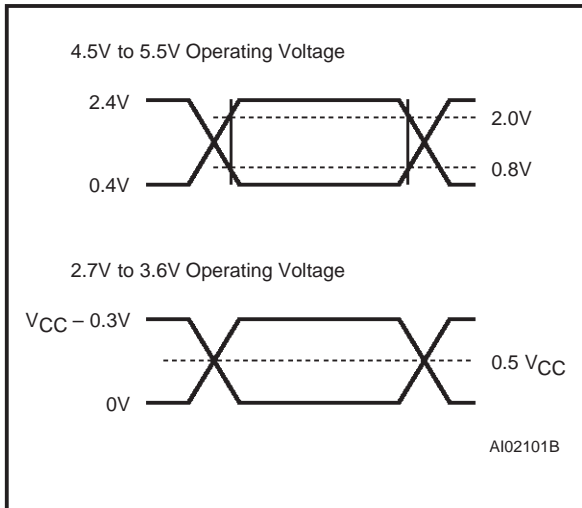 4.5V to 5.5V Operating Voltage
2.4V
2.0V
0.8V
0.4V
2.7V to 3.6V Operating Voltage
VCC – 0.3V
0.5 VCC
0V
AI02101B